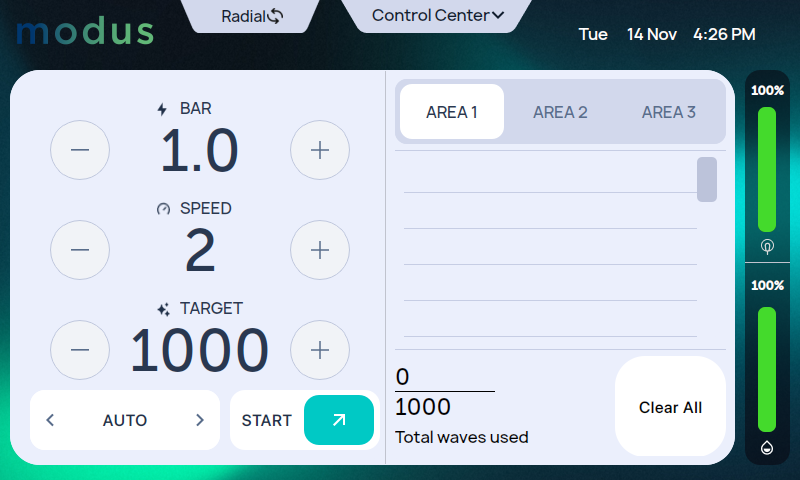 modus
Radial
Control Center
Tue 14 Nov 4:26 PM
BAR
1.0
SPEED
2
TARGET
1000
AUTO
START
AREA 1
AREA 2
AREA 3
0
1000
Total waves used
Clear All
100%
100%